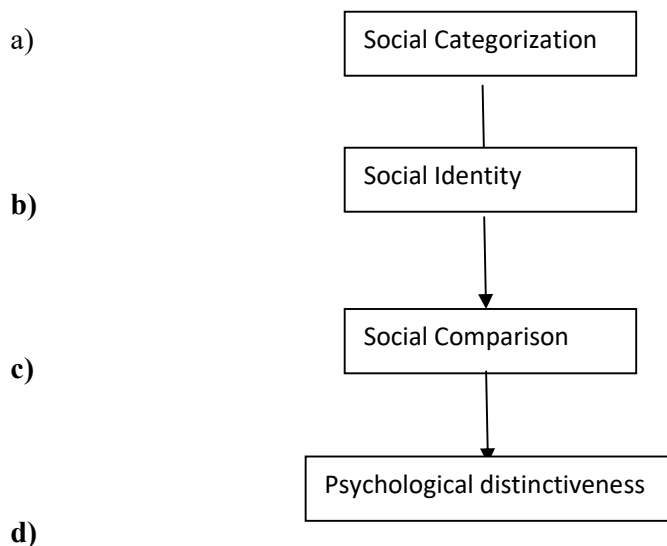 a)
Social Categorization
Social Identity
b)
Social Comparison
c)
Psychological distinctiveness
d)